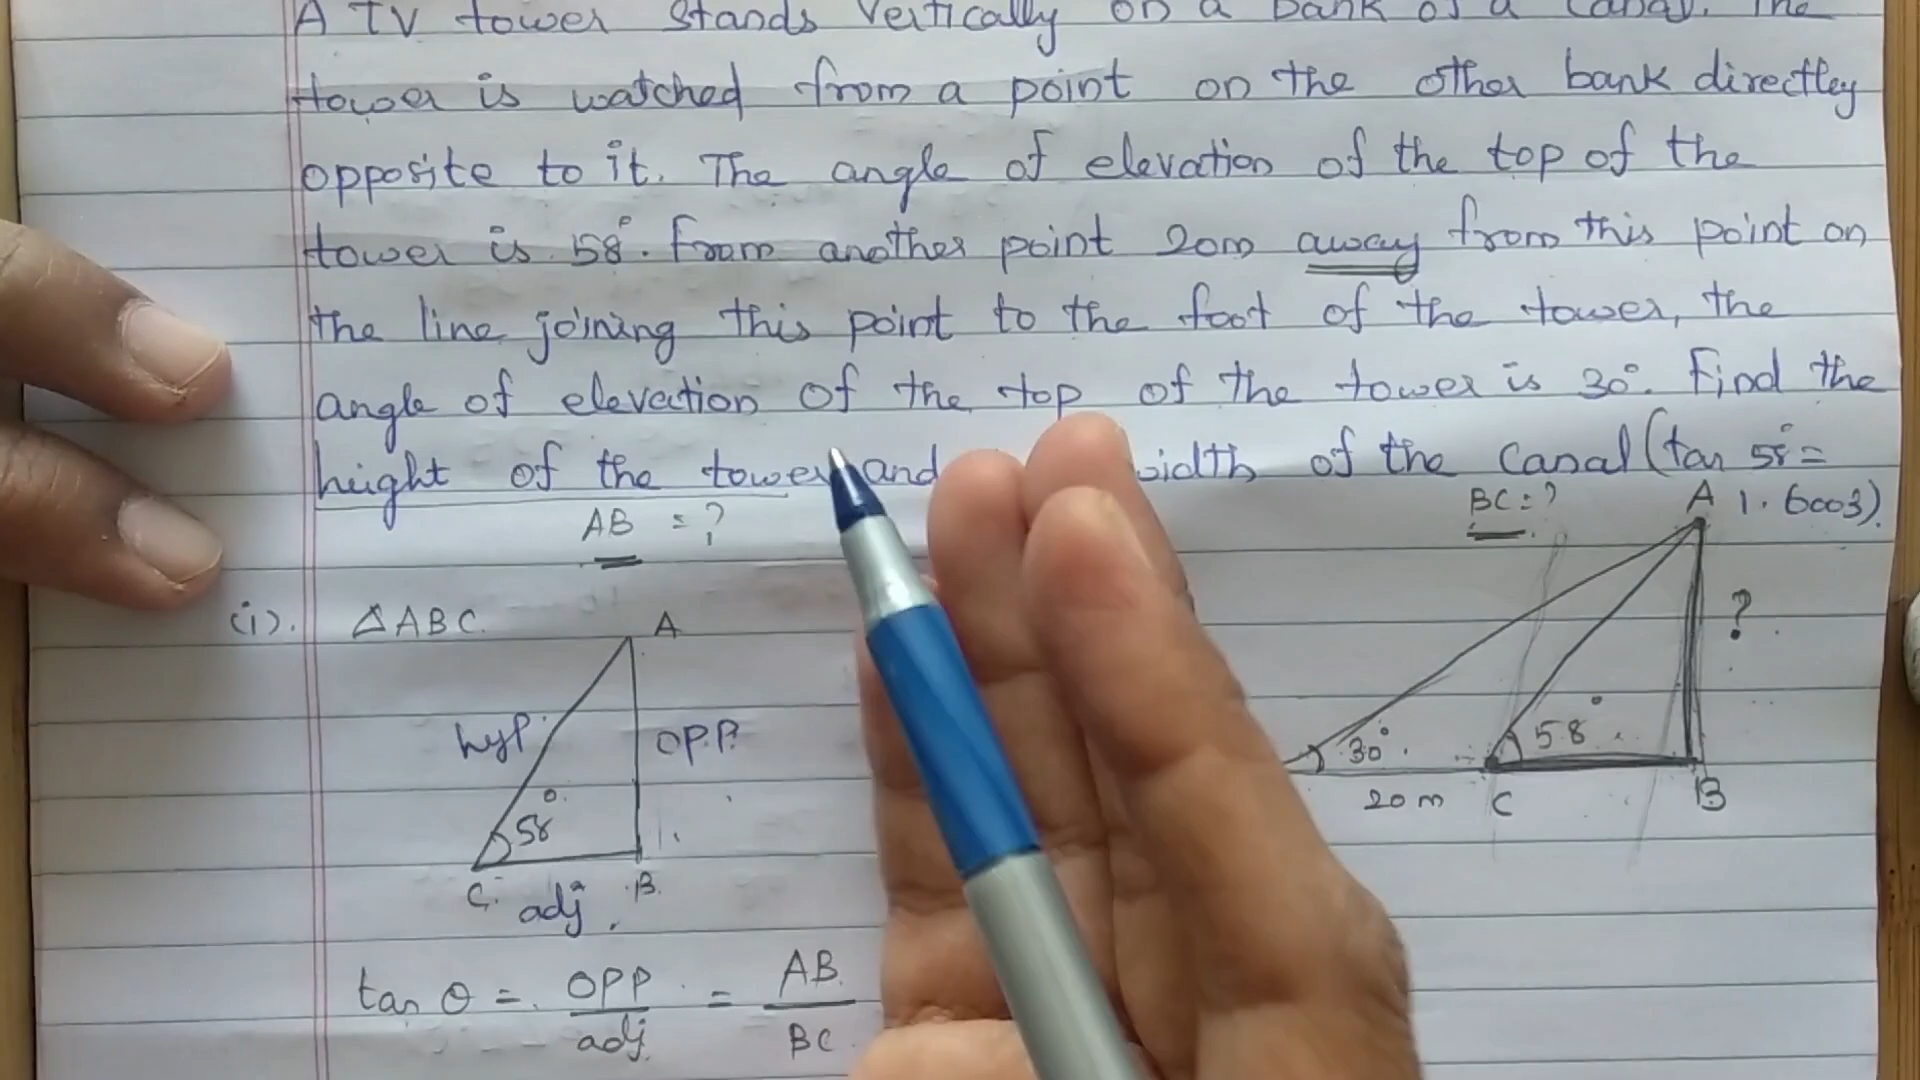 A TV tower stands vertically on a bank of a canal. The
tower is watched from a point on the other bank directley
opposite to it. The angle of elevation of the top of the
tower is 58°. From another point 20m away from this point on
the line joining this point to the foot of the tower, the
angle of elevation of the top of the tower is 30°. Find the
height of the tower and width of the canal (tan 58° =
1.6003).
AB = ?
BC = ?
A
?
30°
58°
20 m
C
B
(i). △ABC.
A
hyp
opp.
58°
C.
adj
B.
tan θ = opp/adj = AB/BC